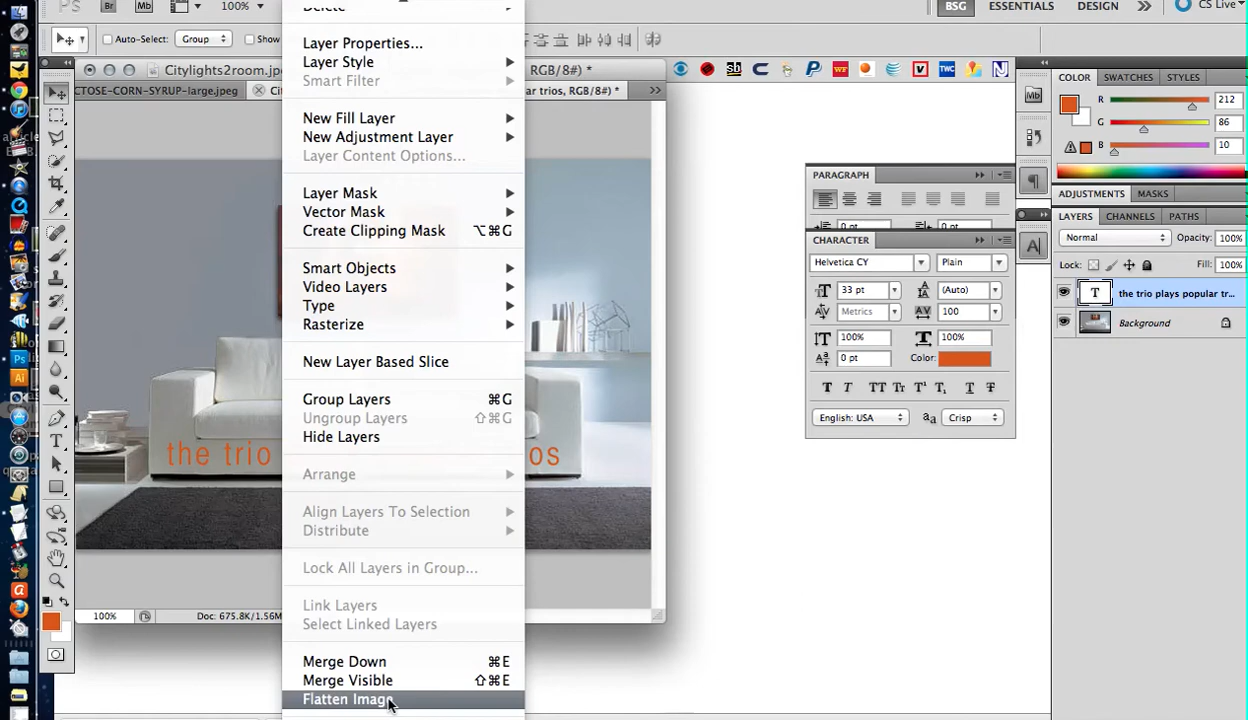 Br
Mb
100%
BSG
ESSENTIALS
DESIGN
CS Live
Auto-Select:
Group
Show
Citylights2room.jp
RGB/8#) *
CTOSE-CORN-SYRUP-large.jpeg
ar trios, RGB/8#) *
Delete
Layer Properties...
Layer Style
Smart Filter
New Fill Layer
New Adjustment Layer
Layer Content Options...
Layer Mask
Vector Mask
Create Clipping Mask ⌥⌘G
Smart Objects
Video Layers
Type
Rasterize
New Layer Based Slice
Group Layers ⌘G
Ungroup Layers ⇧⌘G
Hide Layers
Arrange
Align Layers To Selection
Distribute
Lock All Layers in Group...
Link Layers
Select Linked Layers
Merge Down ⌘E
Merge Visible ⇧⌘E
Flatten Image
the trio
os
100%
Doc: 675.8K/1.56M
PARAGRAPH
0 pt
0 pt
CHARACTER
Helvetica CY
Plain
33 pt
(Auto)
Metrics
100
100%
100%
0 pt
Color:
English: USA
Crisp
COLOR
SWATCHES
STYLES
R 212
G 86
B 10
ADJUSTMENTS
MASKS
LAYERS
CHANNELS
PATHS
Normal
Opacity: 100%
Lock:
Fill: 100%
the trio plays popular tr...
Background